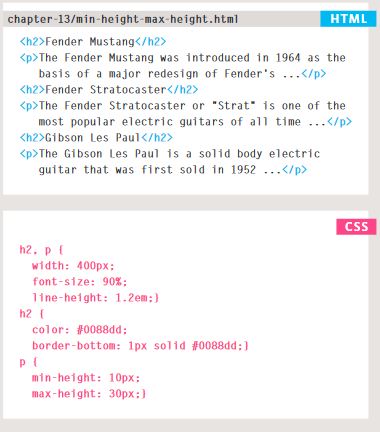 chapter-13/min-height-max-height.html HTML
<h2>Fender Mustang</h2>
<p>The Fender Mustang was introduced in 1964 as the
basis of a major redesign of Fender's ...</p>
<h2>Fender Stratocaster</h2>
<p>The Fender Stratocaster or "Strat" is one of the
most popular electric guitars of all time ...</p>
<h2>Gibson Les Paul</h2>
<p>The Gibson Les Paul is a solid body electric
guitar that was first sold in 1952 ...</p>
CSS
h2, p {
width: 400px;
font-size: 90%;
line-height: 1.2em;}
h2 {
color: #0088dd;
border-bottom: 1px solid #0088dd;}
p {
min-height: 10px;
max-height: 30px;}